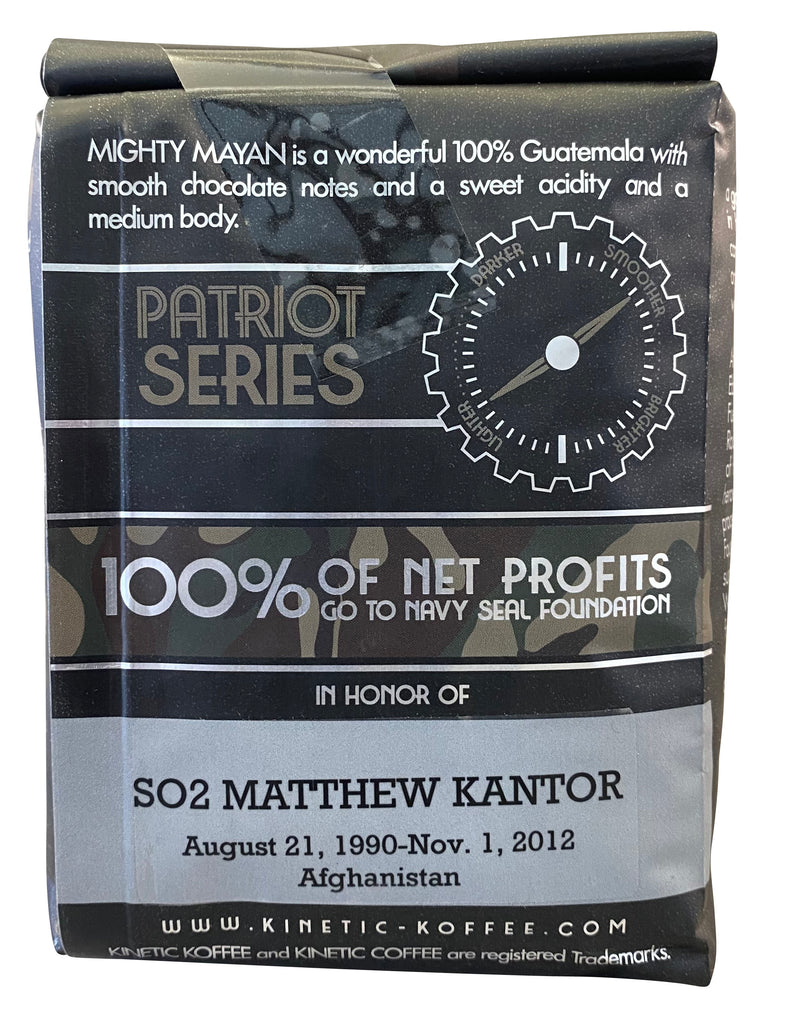 MIGHTY MAYAN is a wonderful 100% Guatemala with
smooth chocolate notes and a sweet acidity and a
medium body.
PATRIOT
SERIES
DARKER
SMOOTHER
LIGHTER
BRIGHTER
100% OF NET PROFITS
GO TO NAVY SEAL FOUNDATION
IN HONOR OF
SO2 MATTHEW KANTOR
August 21, 1990-Nov. 1, 2012
Afghanistan
WWW.KINETIC-KOFFEE.COM
KINETIC KOFFEE and KINETIC COFFEE are registered Trademarks.